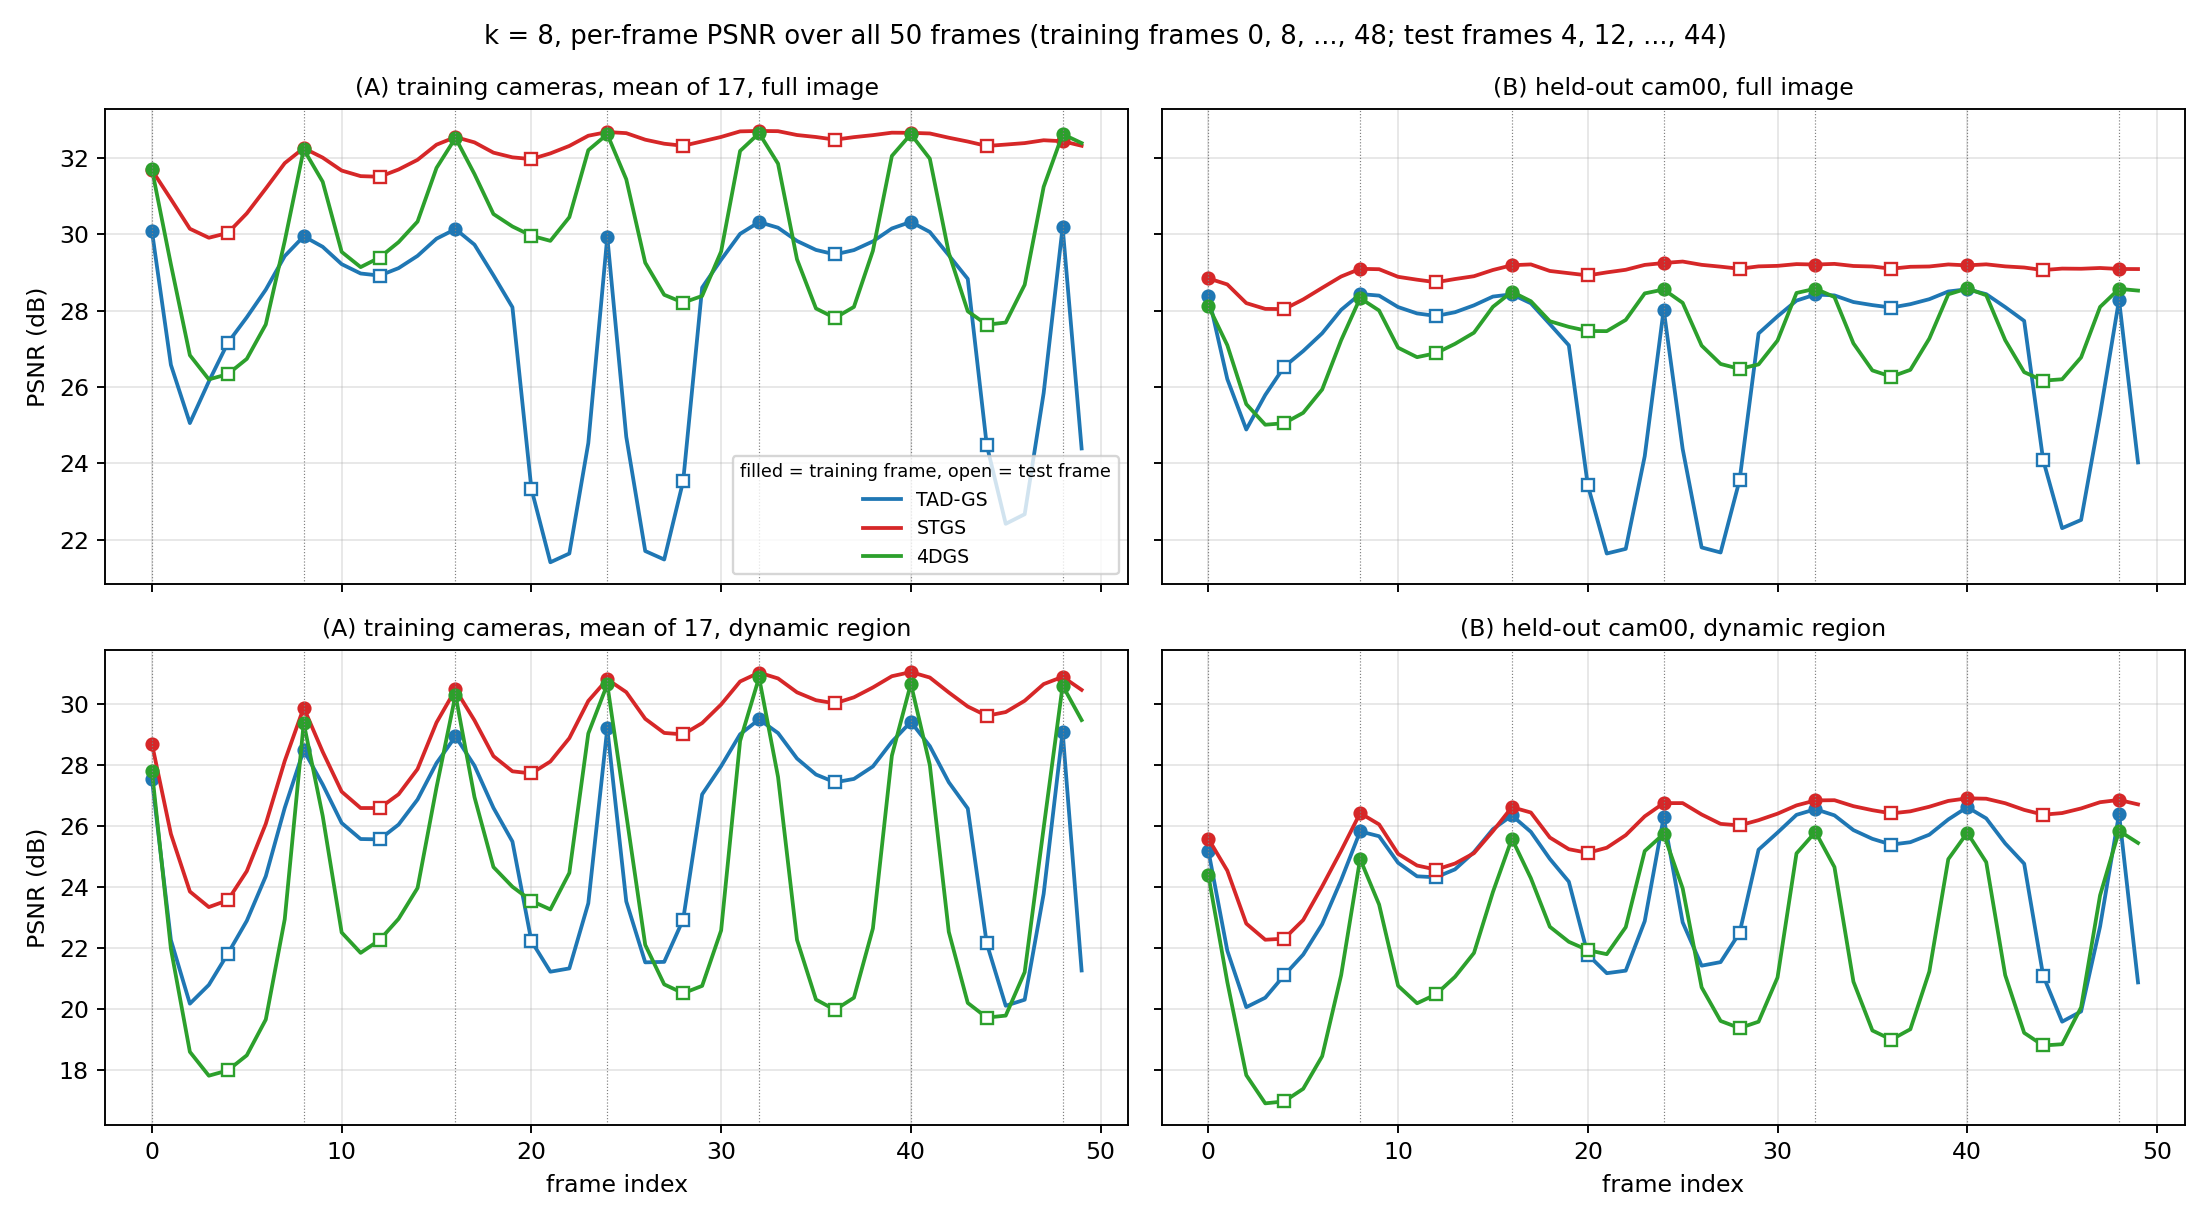 k = 8, per-frame PSNR over all 50 frames (training frames 0, 8, ..., 48; test frames 4, 12, ..., 44)
(A) training cameras, mean of 17, full image
(B) held-out cam00, full image
PSNR (dB)
32
30
28
26
24
22
filled = training frame, open = test frame
TAD-GS
STGS
4DGS
(A) training cameras, mean of 17, dynamic region
(B) held-out cam00, dynamic region
PSNR (dB)
30
28
26
24
22
20
18
0 10 20 30 40 50
0 10 20 30 40 50
frame index
frame index